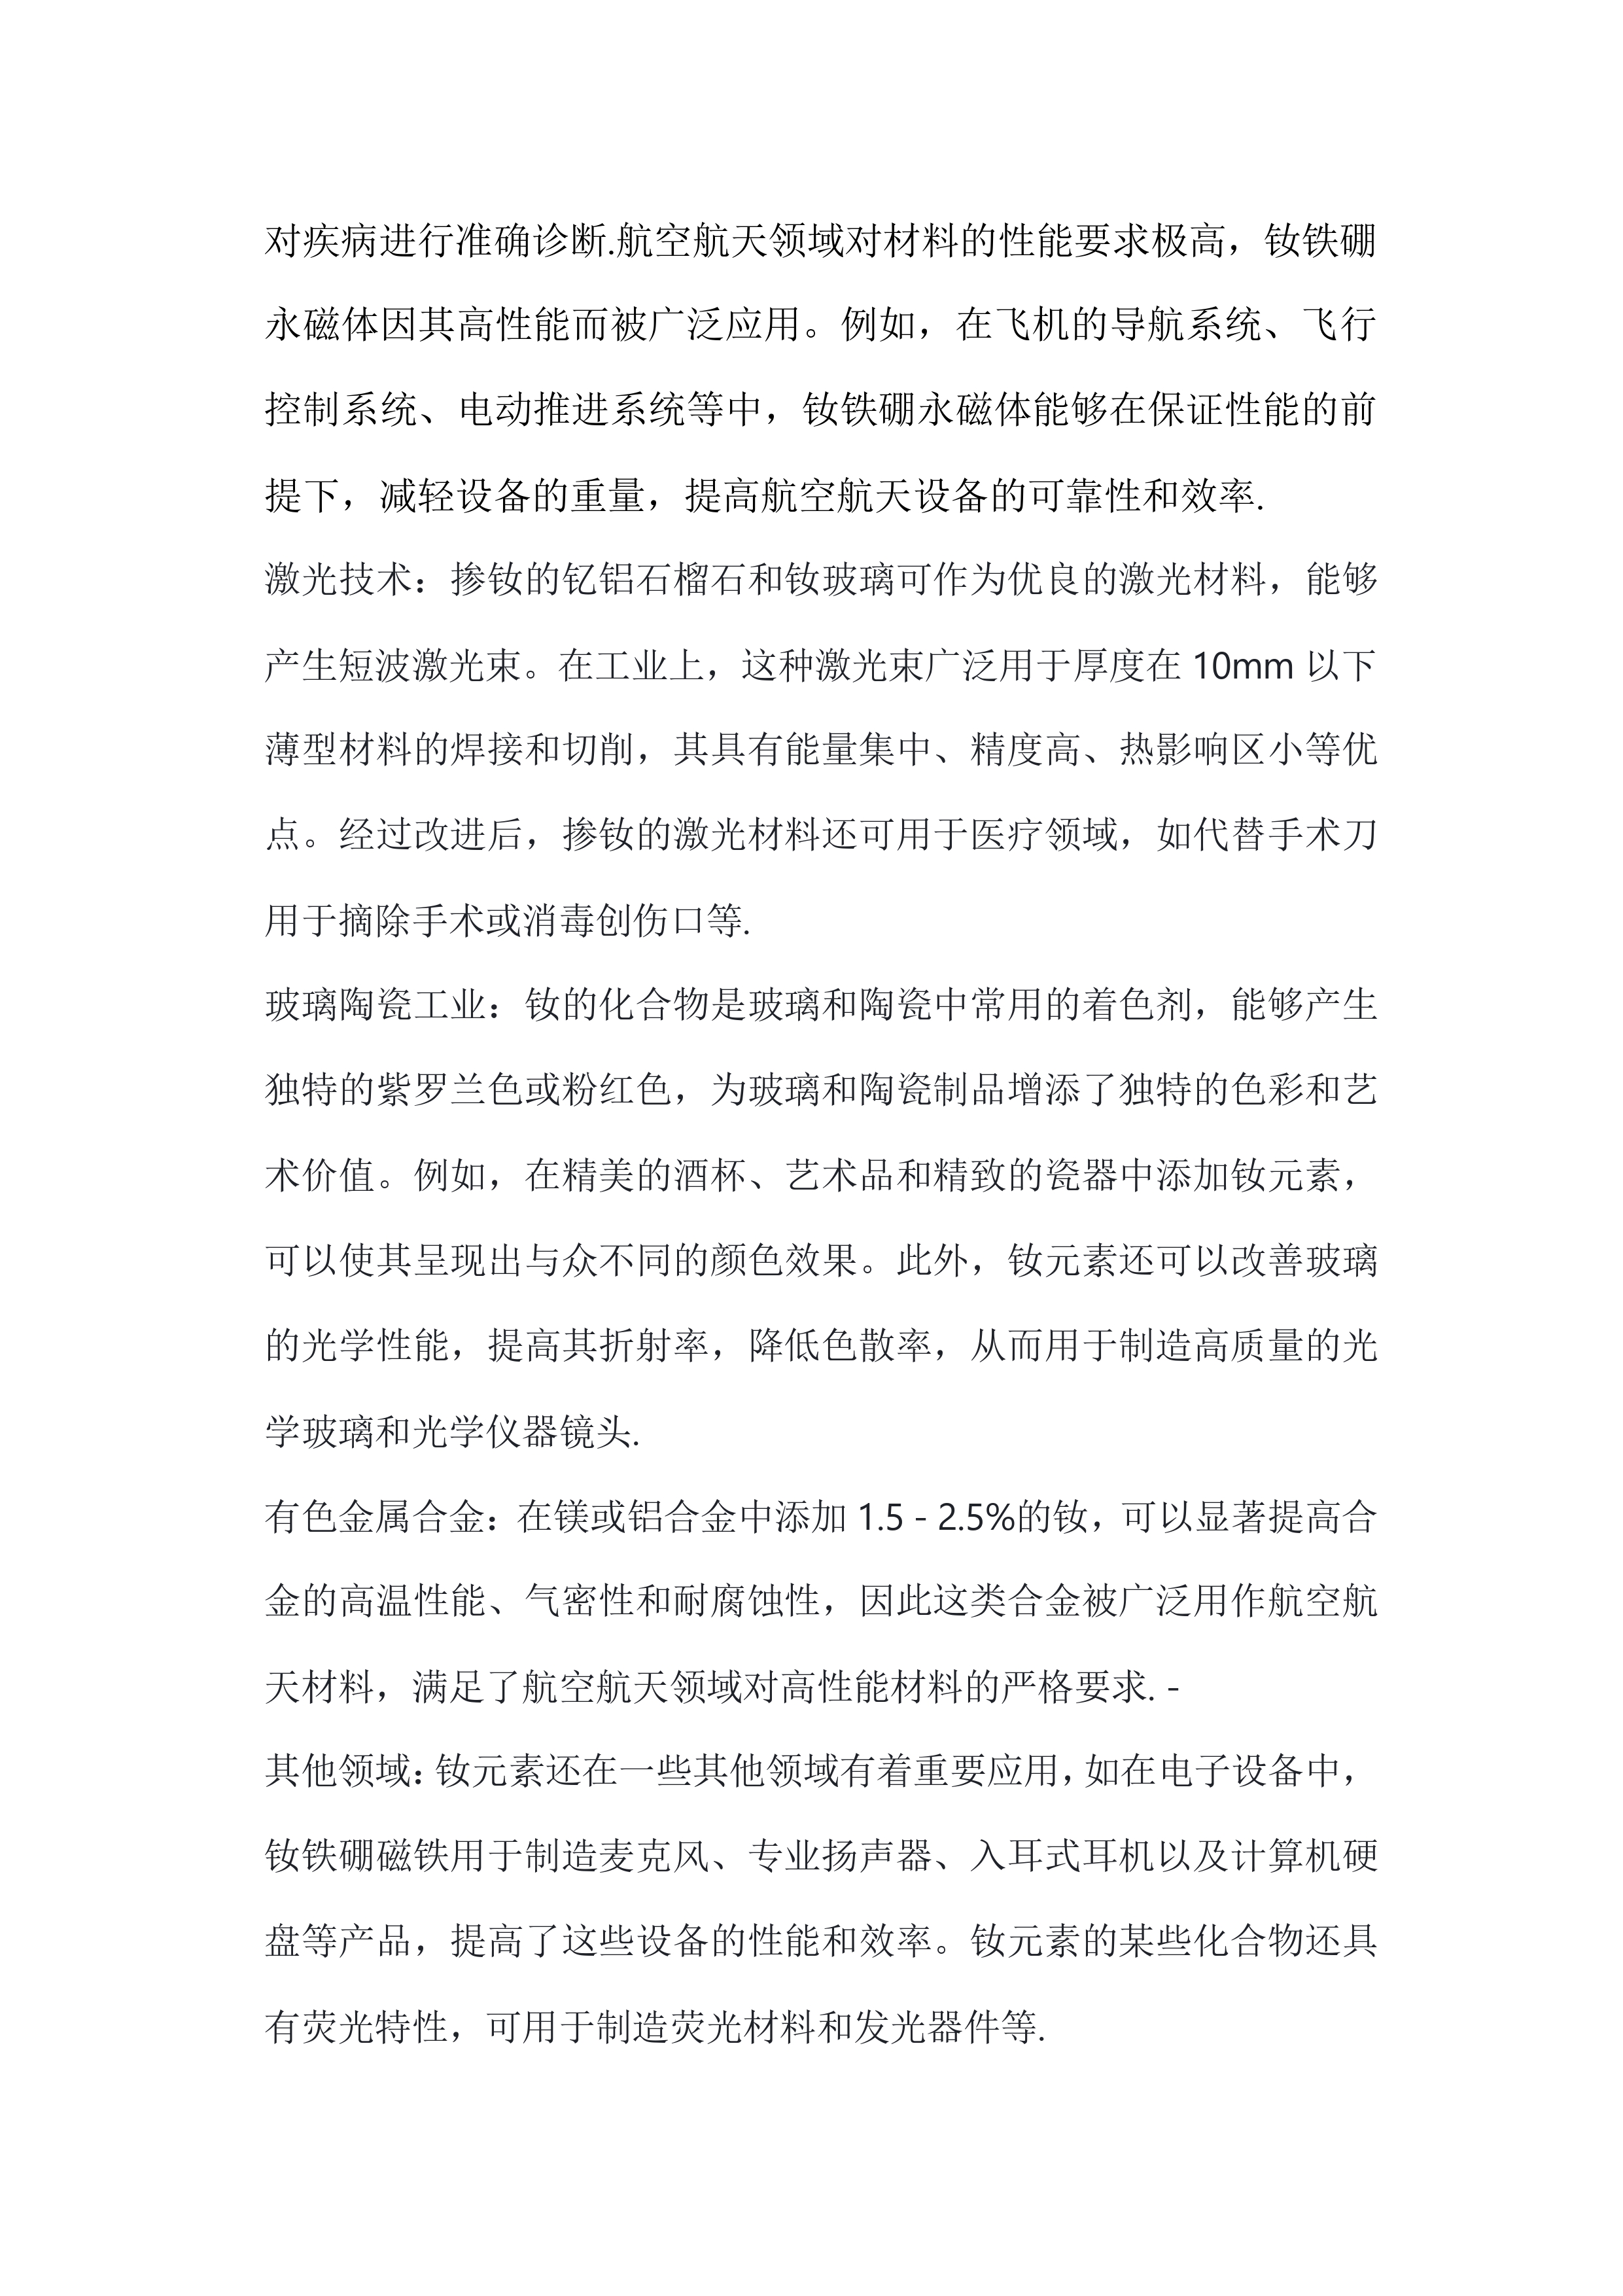 对疾病进行准确诊断.航空航天领域对材料的性能要求极高，钕铁硼
永磁体因其高性能而被广泛应用。例如，在飞机的导航系统、飞行
控制系统、电动推进系统等中，钕铁硼永磁体能够在保证性能的前
提下，减轻设备的重量，提高航空航天设备的可靠性和效率.
激光技术：掺钕的钇铝石榴石和钕玻璃可作为优良的激光材料，能够
产生短波激光束。在工业上，这种激光束广泛用于厚度在 10mm 以下
薄型材料的焊接和切削，其具有能量集中、精度高、热影响区小等优
点。经过改进后，掺钕的激光材料还可用于医疗领域，如代替手术刀
用于摘除手术或消毒创伤口等.
玻璃陶瓷工业：钕的化合物是玻璃和陶瓷中常用的着色剂，能够产生
独特的紫罗兰色或粉红色，为玻璃和陶瓷制品增添了独特的色彩和艺
术价值。例如，在精美的酒杯、艺术品和精致的瓷器中添加钕元素，
可以使其呈现出与众不同的颜色效果。此外，钕元素还可以改善玻璃
的光学性能，提高其折射率，降低色散率，从而用于制造高质量的光
学玻璃和光学仪器镜头.
有色金属合金：在镁或铝合金中添加 1.5 - 2.5%的钕，可以显著提高合
金的高温性能、气密性和耐腐蚀性，因此这类合金被广泛用作航空航
天材料，满足了航空航天领域对高性能材料的严格要求. -
其他领域：钕元素还在一些其他领域有着重要应用，如在电子设备中，
钕铁硼磁铁用于制造麦克风、专业扬声器、入耳式耳机以及计算机硬
盘等产品，提高了这些设备的性能和效率。钕元素的某些化合物还具
有荧光特性，可用于制造荧光材料和发光器件等.